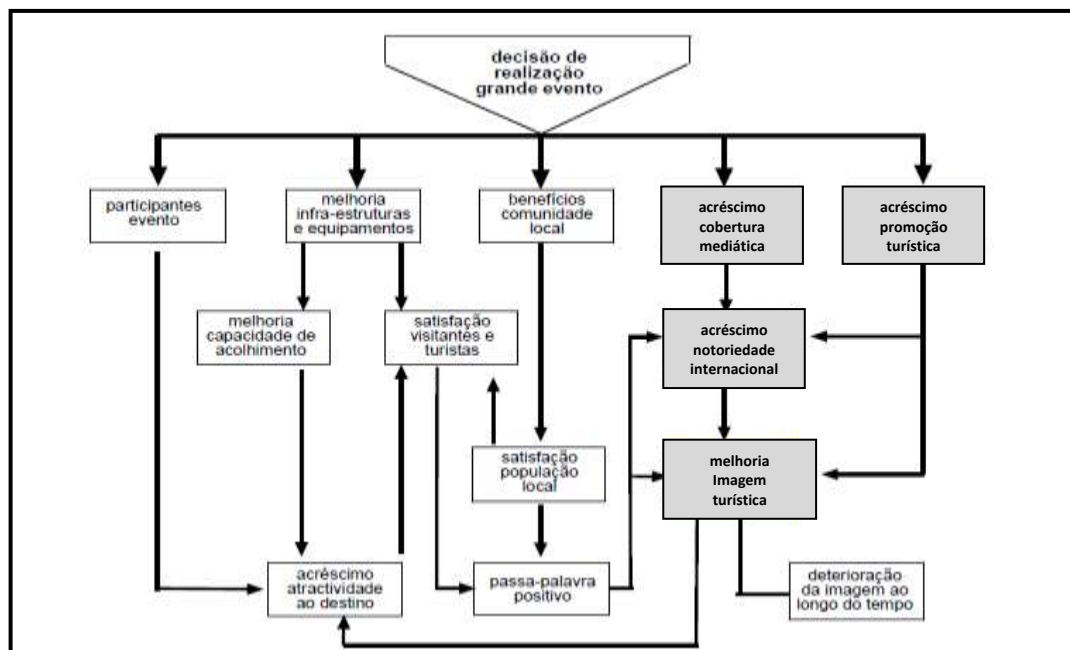 decisão de
realização
grande evento
participantes
evento
melhoria
infra-estruturas
e equipamentos
benefícios
comunidade
local
acréscimo
cobertura
mediática
acréscimo
promoção
turística
melhoria
capacidade de
acolhimento
satisfação
visitantes e
turistas
acréscimo
notoriedade
internacional
satisfação
população
local
melhoria
Imagem
turística
acréscimo
atractividade
ao destino
passa-palavra
positivo
deterioração
da imagem ao
longo do tempo